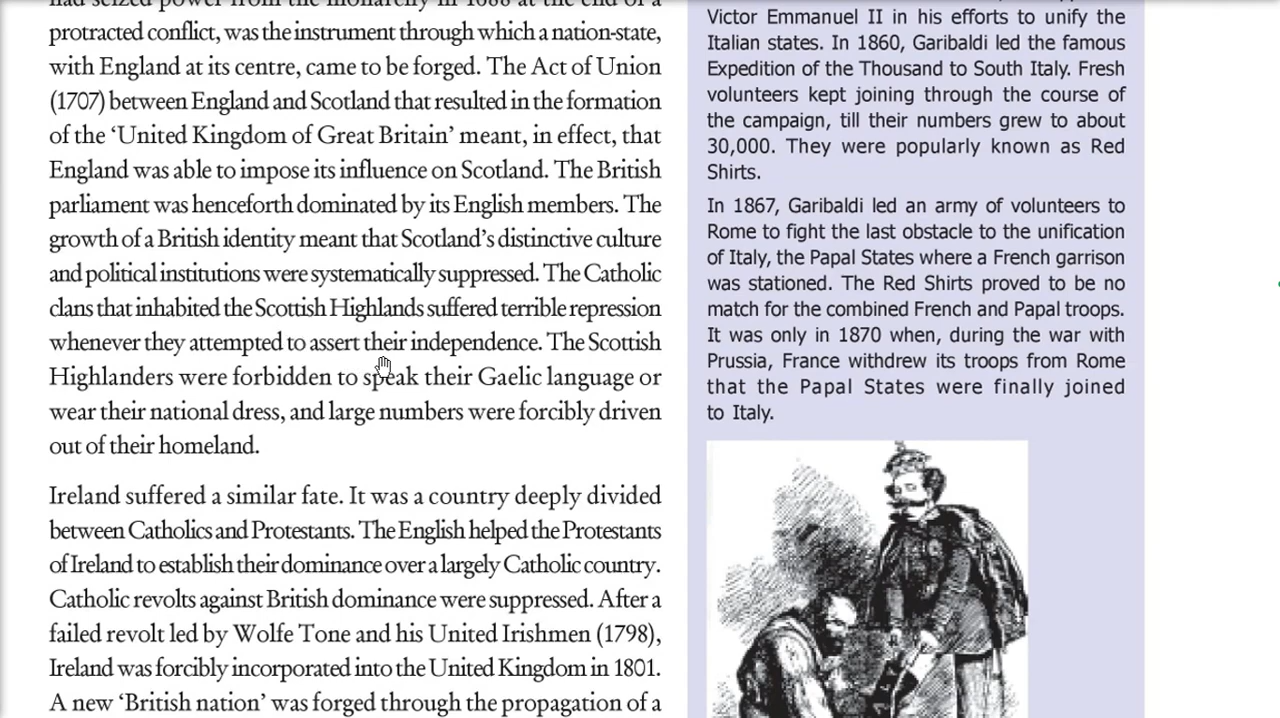 had seized power from the monarchy in 1688 at the end of a
protracted conflict, was the instrument through which a nation-state,
with England at its centre, came to be forged. The Act of Union
(1707) between England and Scotland that resulted in the formation
of the ‘United Kingdom of Great Britain’ meant, in effect, that
England was able to impose its influence on Scotland. The British
parliament was henceforth dominated by its English members. The
growth of a British identity meant that Scotland’s distinctive culture
and political institutions were systematically suppressed. The Catholic
clans that inhabited the Scottish Highlands suffered terrible repression
whenever they attempted to assert their independence. The Scottish
Highlanders were forbidden to speak their Gaelic language or
wear their national dress, and large numbers were forcibly driven
out of their homeland.
Ireland suffered a similar fate. It was a country deeply divided
between Catholics and Protestants. The English helped the Protestants
of Ireland to establish their dominance over a largely Catholic country.
Catholic revolts against British dominance were suppressed. After a
failed revolt led by Wolfe Tone and his United Irishmen (1798),
Ireland was forcibly incorporated into the United Kingdom in 1801.
A new ‘British nation’ was forged through the propagation of a
Victor Emmanuel II in his efforts to unify the
Italian states. In 1860, Garibaldi led the famous
Expedition of the Thousand to South Italy. Fresh
volunteers kept joining through the course of
the campaign, till their numbers grew to about
30,000. They were popularly known as Red
Shirts.
In 1867, Garibaldi led an army of volunteers to
Rome to fight the last obstacle to the unification
of Italy, the Papal States where a French garrison
was stationed. The Red Shirts proved to be no
match for the combined French and Papal troops.
It was only in 1870 when, during the war with
Prussia, France withdrew its troops from Rome
that the Papal States were finally joined
to Italy.